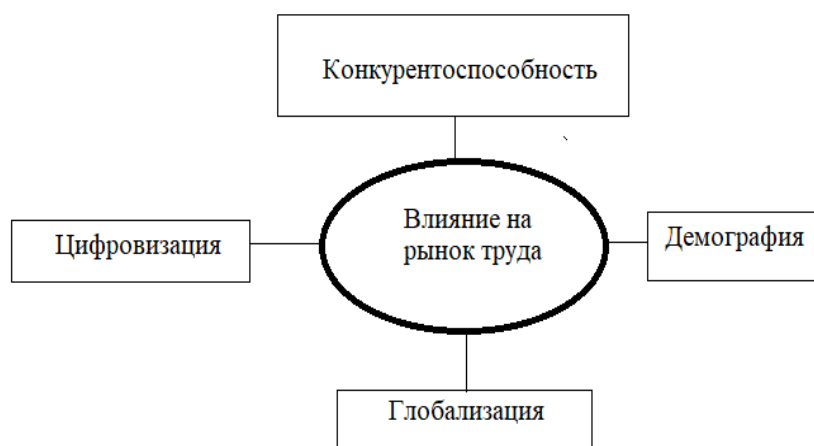 Конкурентоспособность
Влияние на
рынок труда
Цифровизация
Демография
Глобализация